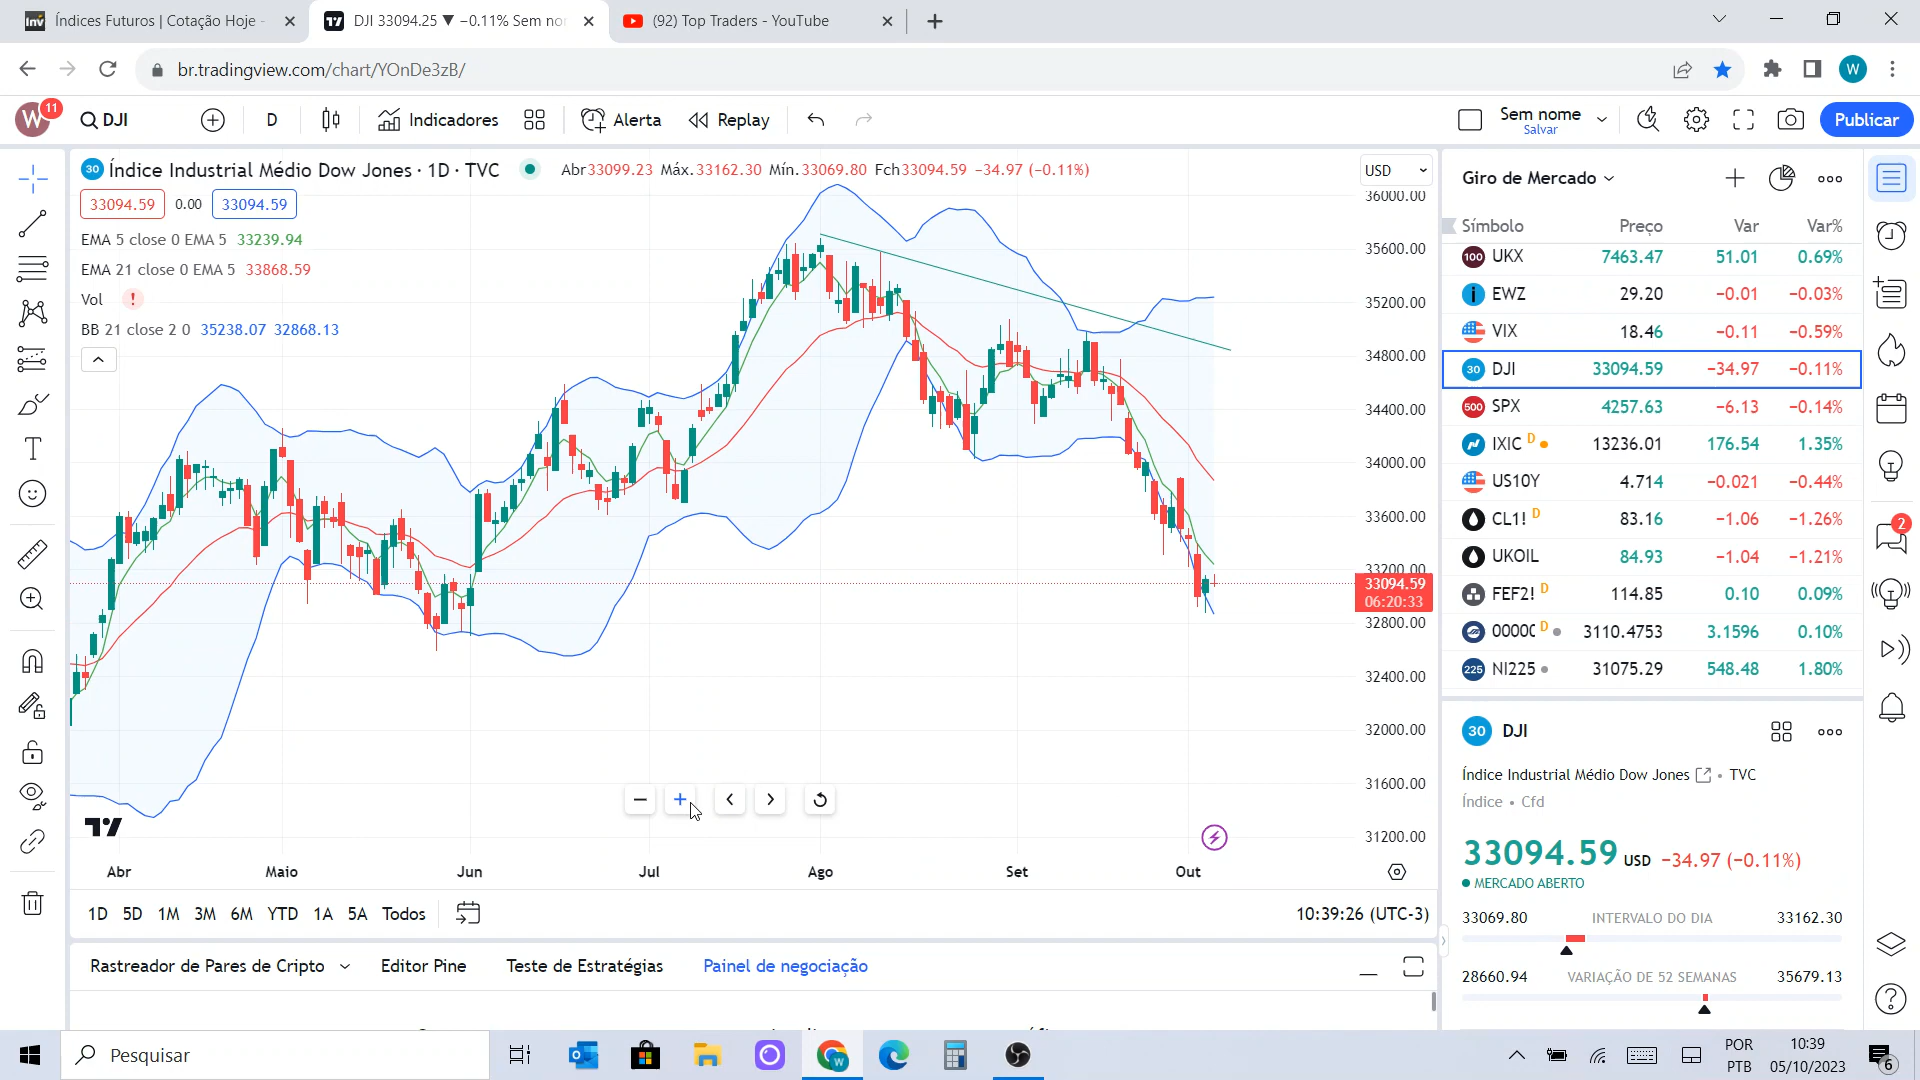 Índices Futuros | Cotação Hoje -
DJI 33094.25 ▼ −0.11% Sem no
(92) Top Traders - YouTube
br.tradingview.com/chart/YOnDe3zB/
W
W
11
DJI
D
Indicadores
Alerta
Replay
Sem nome
Salvar
Publicar
30 Índice Industrial Médio Dow Jones · 1D · TVC
Abr33099.23 Máx.33162.30 Mín.33069.80 Fch33094.59 −34.97 (−0.11%)
USD
33094.59 0.00 33094.59
EMA 5 close 0 EMA 5 33239.94
EMA 21 close 0 EMA 5 33868.59
Vol !
BB 21 close 2 0 35238.07 32868.13
36000.00
35600.00
35200.00
34800.00
34400.00
34000.00
33600.00
33200.00
33094.59
06:20:33
32800.00
32400.00
32000.00
31600.00
31200.00
Abr Maio Jun Jul Ago Set Out
1D 5D 1M 3M 6M YTD 1A 5A Todos
10:39:26 (UTC-3)
Rastreador de Pares de Cripto Editor Pine Teste de Estratégias Painel de negociação
Giro de Mercado
Símbolo Preço Var Var%
100 UKX 7463.47 51.01 0.69%
EWZ 29.20 −0.01 −0.03%
VIX 18.46 −0.11 −0.59%
30 DJI 33094.59 −34.97 −0.11%
500 SPX 4257.63 −6.13 −0.14%
IXIC D 13236.01 176.54 1.35%
US10Y 4.714 −0.021 −0.44%
CL1! D 83.16 −1.06 −1.26%
UKOIL 84.93 −1.04 −1.21%
FEF2! D 114.85 0.10 0.09%
00000 D 3110.4753 3.1596 0.10%
225 NI225 31075.29 548.48 1.80%
2
30 DJI
Índice Industrial Médio Dow Jones • TVC
Índice • Cfd
33094.59 USD −34.97 (−0.11%)
MERCADO ABERTO
33069.80 INTERVALO DO DIA 33162.30
28660.94 VARIAÇÃO DE 52 SEMANAS 35679.13
Pesquisar
POR
PTB
10:39
05/10/2023
6